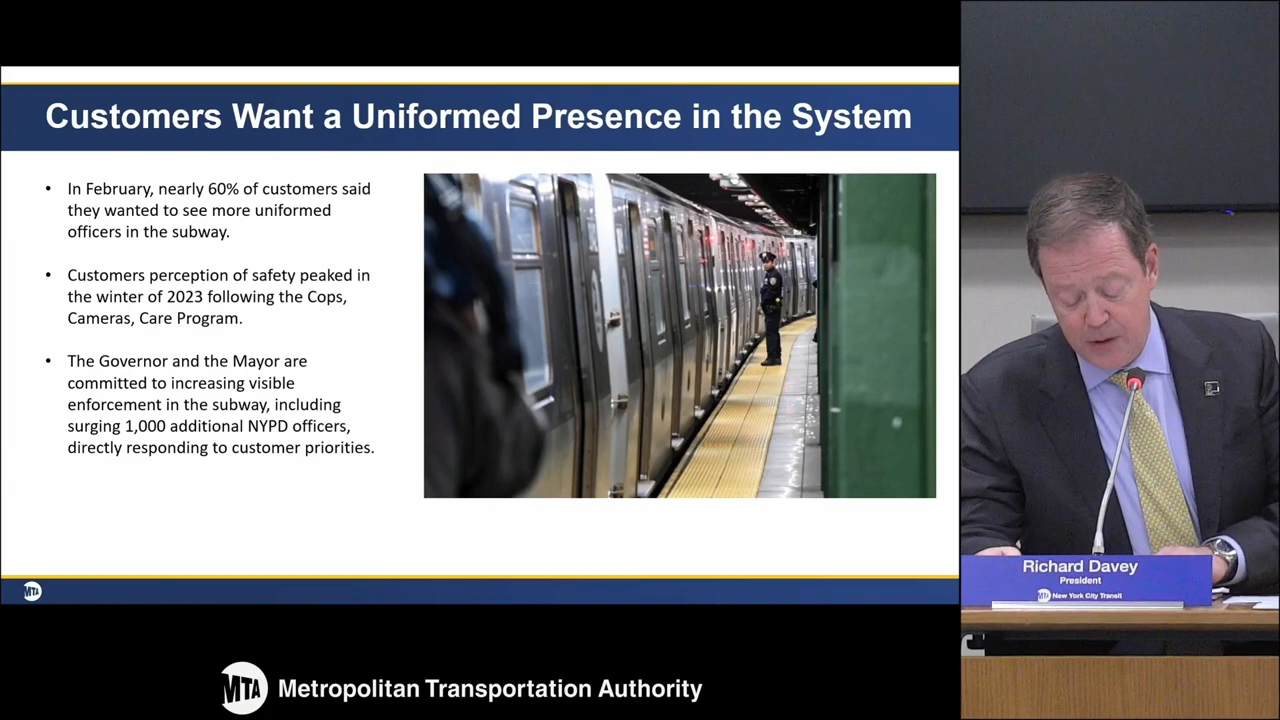 Customers Want a Uniformed Presence in the System
• In February, nearly 60% of customers said
they wanted to see more uniformed
officers in the subway.
• Customers perception of safety peaked in
the winter of 2023 following the Cops,
Cameras, Care Program.
• The Governor and the Mayor are
committed to increasing visible
enforcement in the subway, including
surging 1,000 additional NYPD officers,
directly responding to customer priorities.
MTA
MTA Metropolitan Transportation Authority
Richard Davey
President
MTA New York City Transit